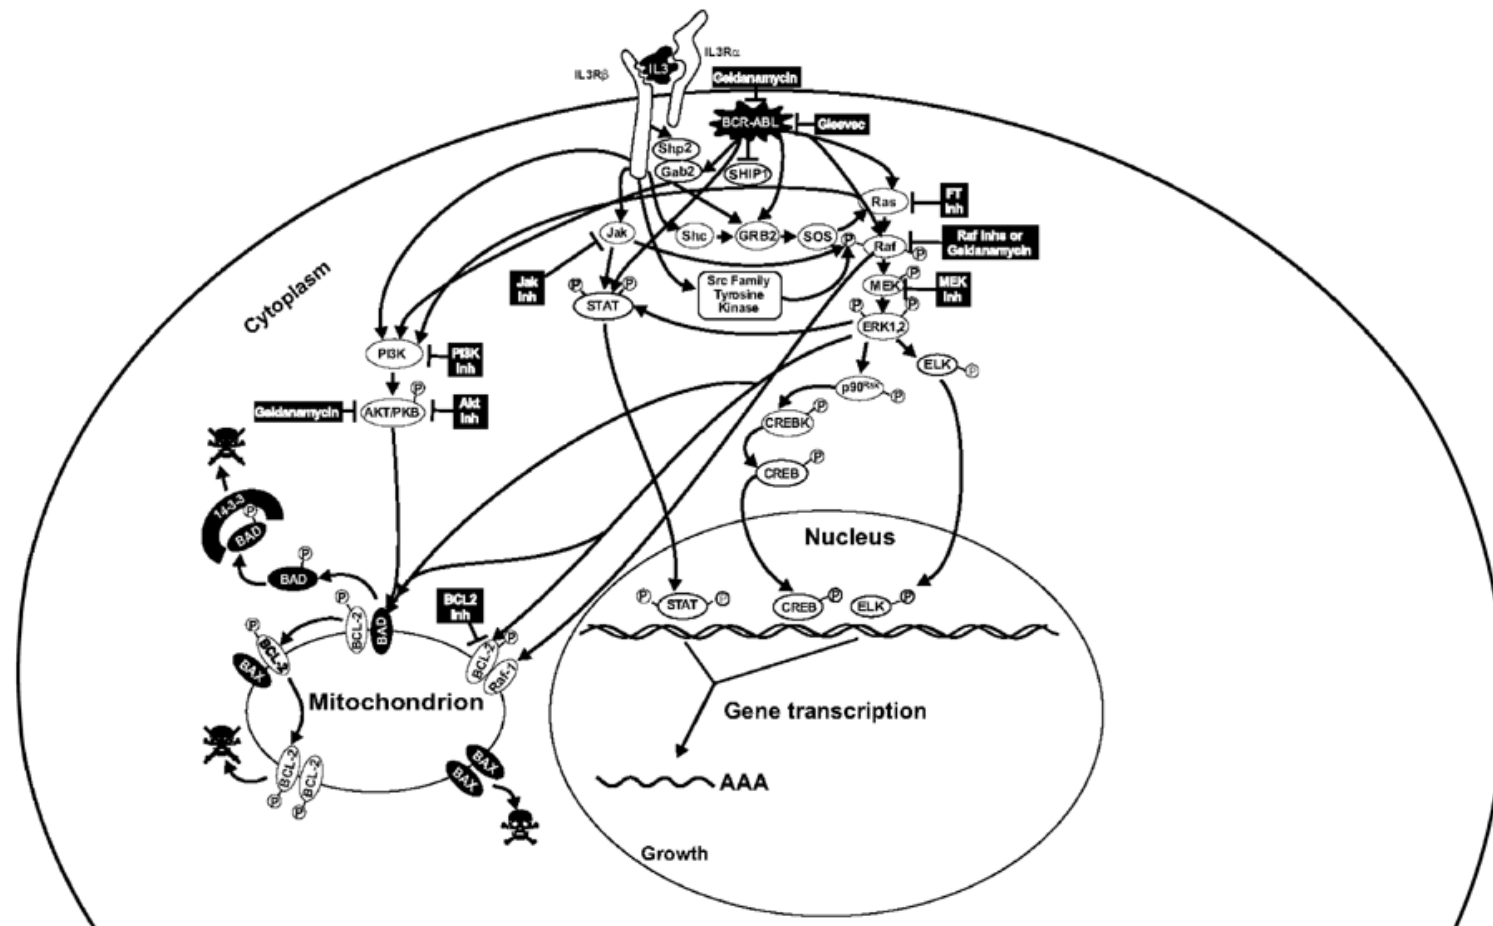 IL3Rα
IL3Rβ
IL3
Geldanamycin
BCR-ABL
Gleevec
Shp2
Gab2
SHIP1
Ras
FT
Inh
Jak
Shc
GRB2
SOS
P
Raf
P
Raf Inhs or
Geldanamycin
Jak
Inh
P
P
STAT
Src Family
Tyrosine
Kinase
P
MEK
MEK
Inh
P
P
ERK1,2
Cytoplasm
PI3K
PI3K
Inh
ELK
P
P
p90Rsk
P
Geldanamycin
AKT/PKB
Akt
Inh
P
CREBK
P
CREB
14-3-3
P
BAD
Nucleus
P
BAD
P
BCL-2
BAD
BCL2
Inh
P
STAT
P
P
CREB
P
ELK
P
BCL-2
BAX
P
BCL-2
Raf-1
Mitochondrion
Gene transcription
BCL-2
BCL-2
P
P
BAX
BAX
AAA
Growth